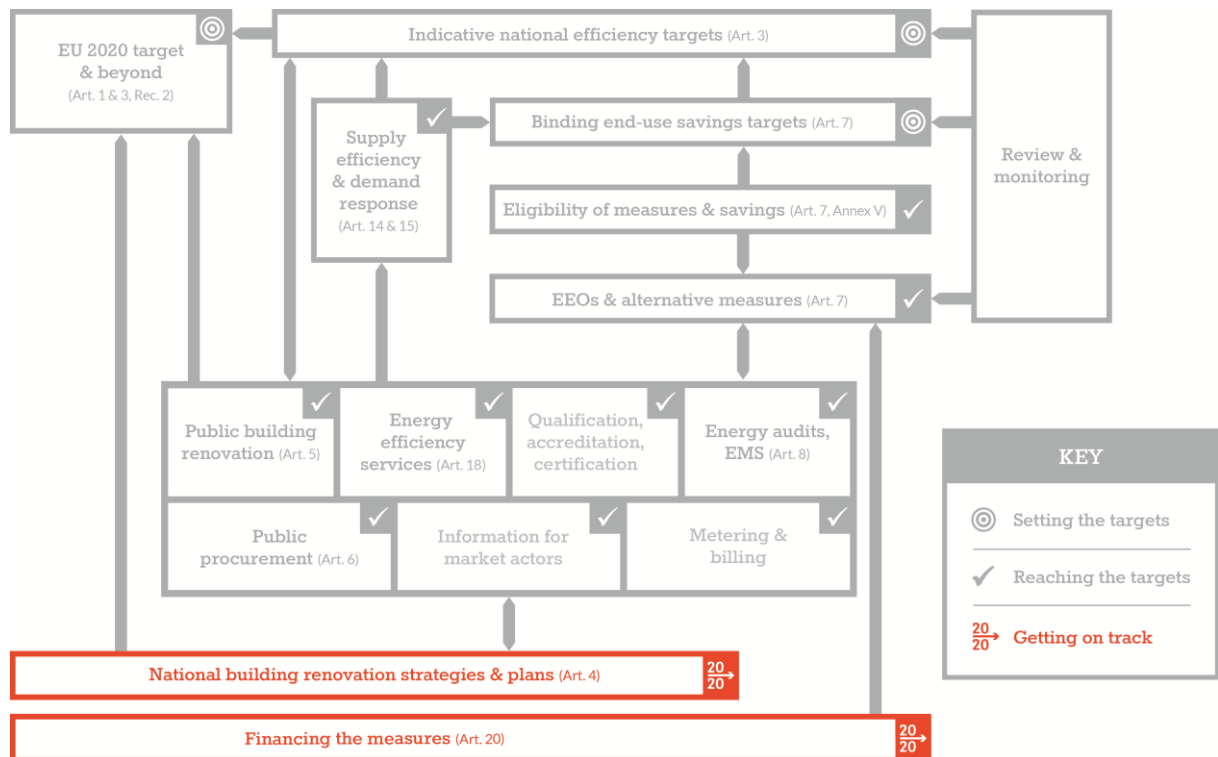 EU 2020 target
& beyond
(Art. 1 & 3, Rec. 2)
Indicative national efficiency targets (Art. 3)
Supply
efficiency
& demand
response
(Art. 14 & 15)
Binding end-use savings targets (Art. 7)
Review &
monitoring
Eligibility of measures & savings (Art. 7, Annex V)
EEOs & alternative measures (Art. 7)
Public building
renovation (Art. 5)
Energy
efficiency
services (Art. 18)
Qualification,
accreditation,
certification
Energy audits,
EMS (Art. 8)
Public
procurement (Art. 6)
Information for
market actors
Metering &
billing
KEY
Setting the targets
Reaching the targets
20
20
Getting on track
National building renovation strategies & plans (Art. 4)
20
20
Financing the measures (Art. 20)
20
20